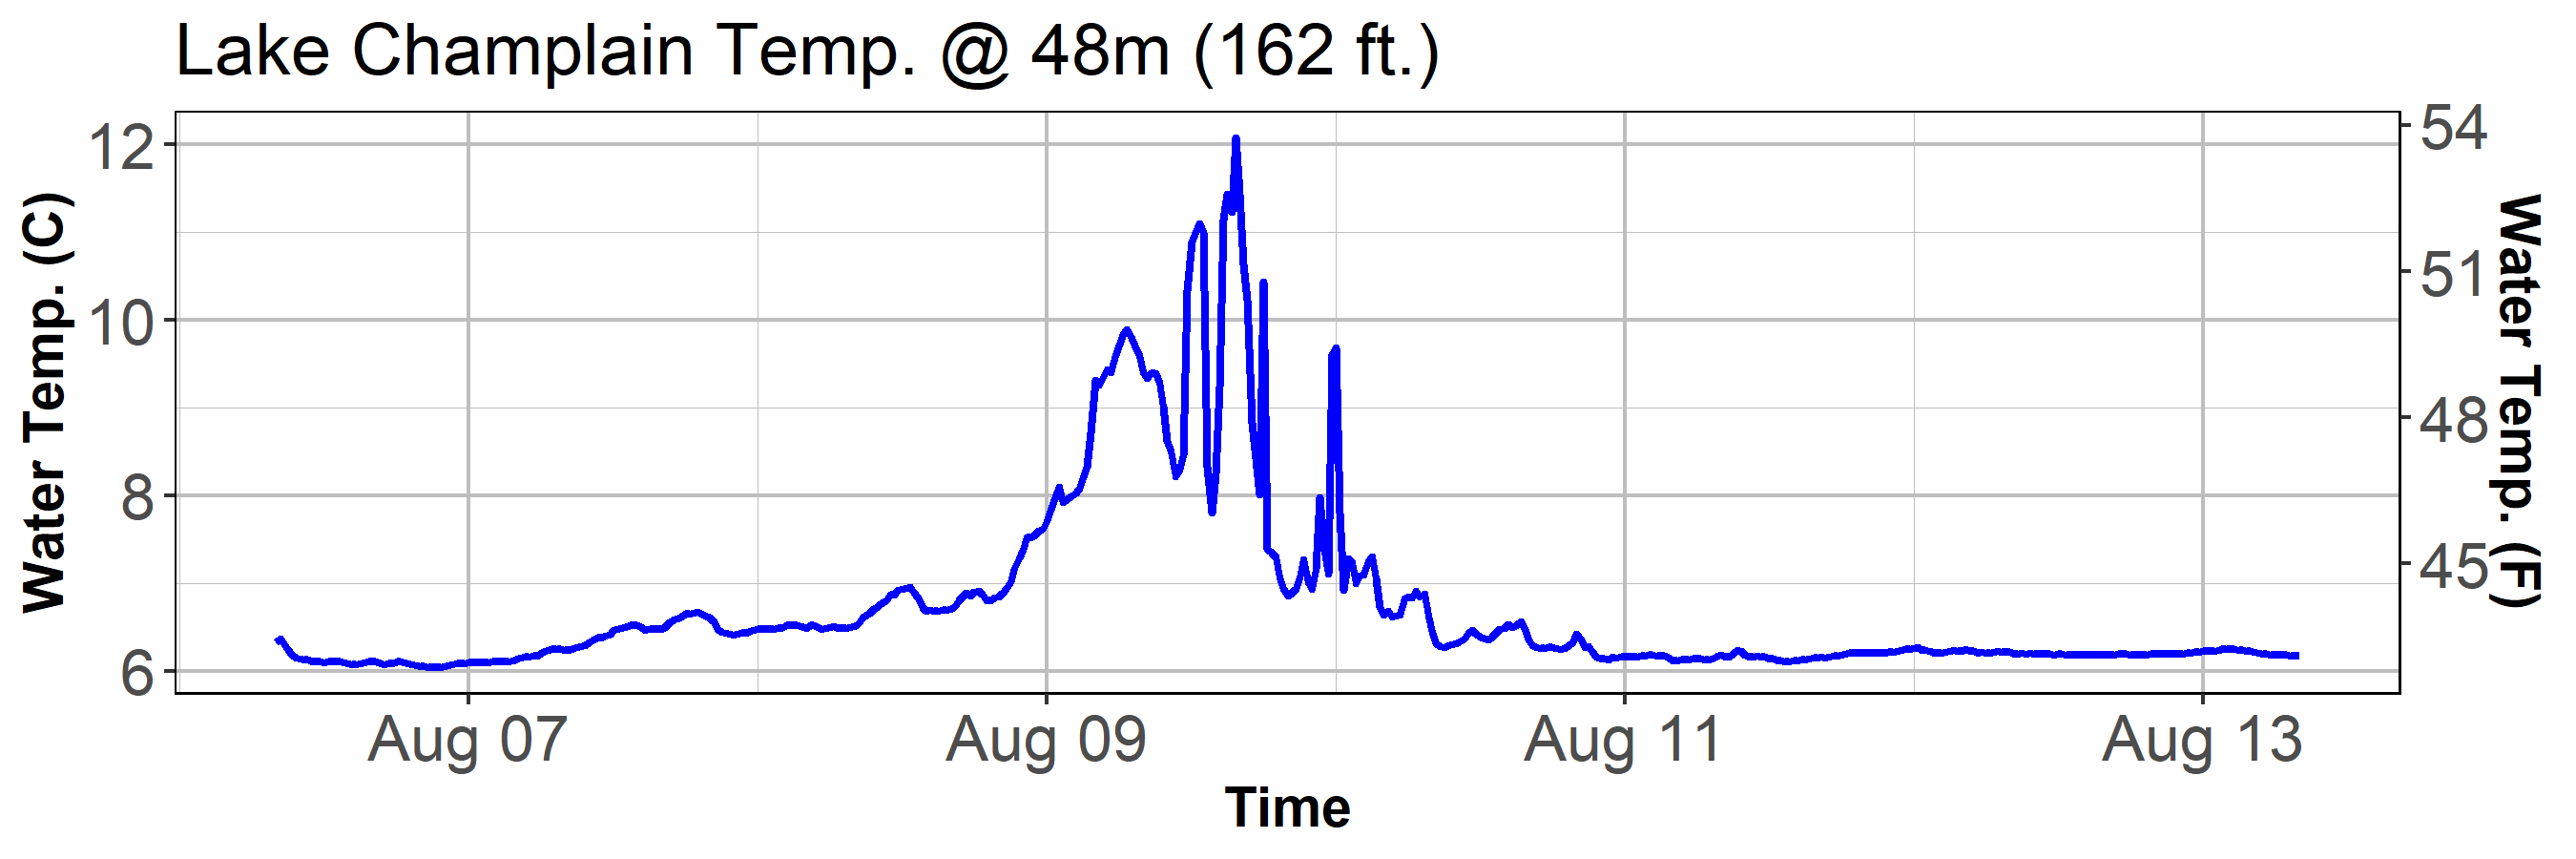 Lake Champlain Temp. @ 48m (162 ft.)
Water Temp. (C)
12
10
8
6
54
51
48
45
Water Temp. (F)
Aug 07 Aug 09 Aug 11 Aug 13
Time